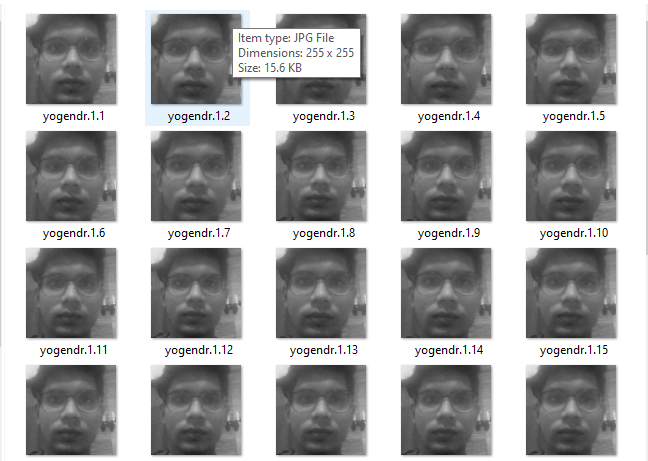 Item type: JPG File
Dimensions: 255 x 255
Size: 15.6 KB
yogendr.1.1
yogendr.1.2
yogendr.1.3
yogendr.1.4
yogendr.1.5
yogendr.1.6
yogendr.1.7
yogendr.1.8
yogendr.1.9
yogendr.1.10
yogendr.1.11
yogendr.1.12
yogendr.1.13
yogendr.1.14
yogendr.1.15